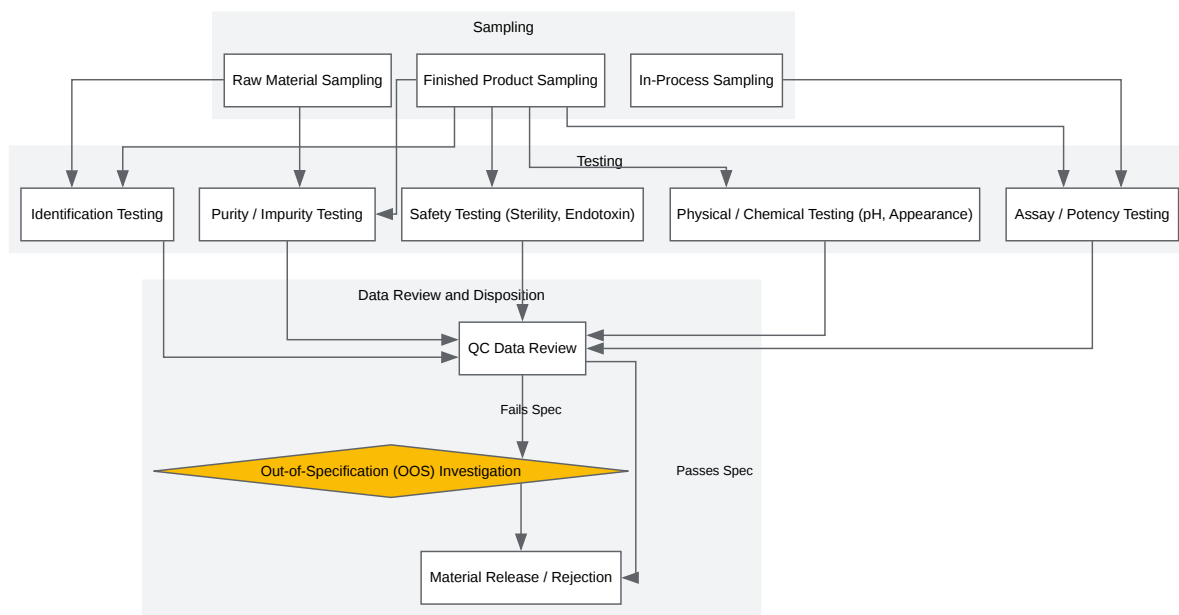 Sampling
Raw Material Sampling
Finished Product Sampling
In-Process Sampling
Testing
Identification Testing
Purity / Impurity Testing
Safety Testing (Sterility, Endotoxin)
Physical / Chemical Testing (pH, Appearance)
Assay / Potency Testing
Data Review and Disposition
QC Data Review
Fails Spec
Out-of-Specification (OOS) Investigation
Passes Spec
Material Release / Rejection